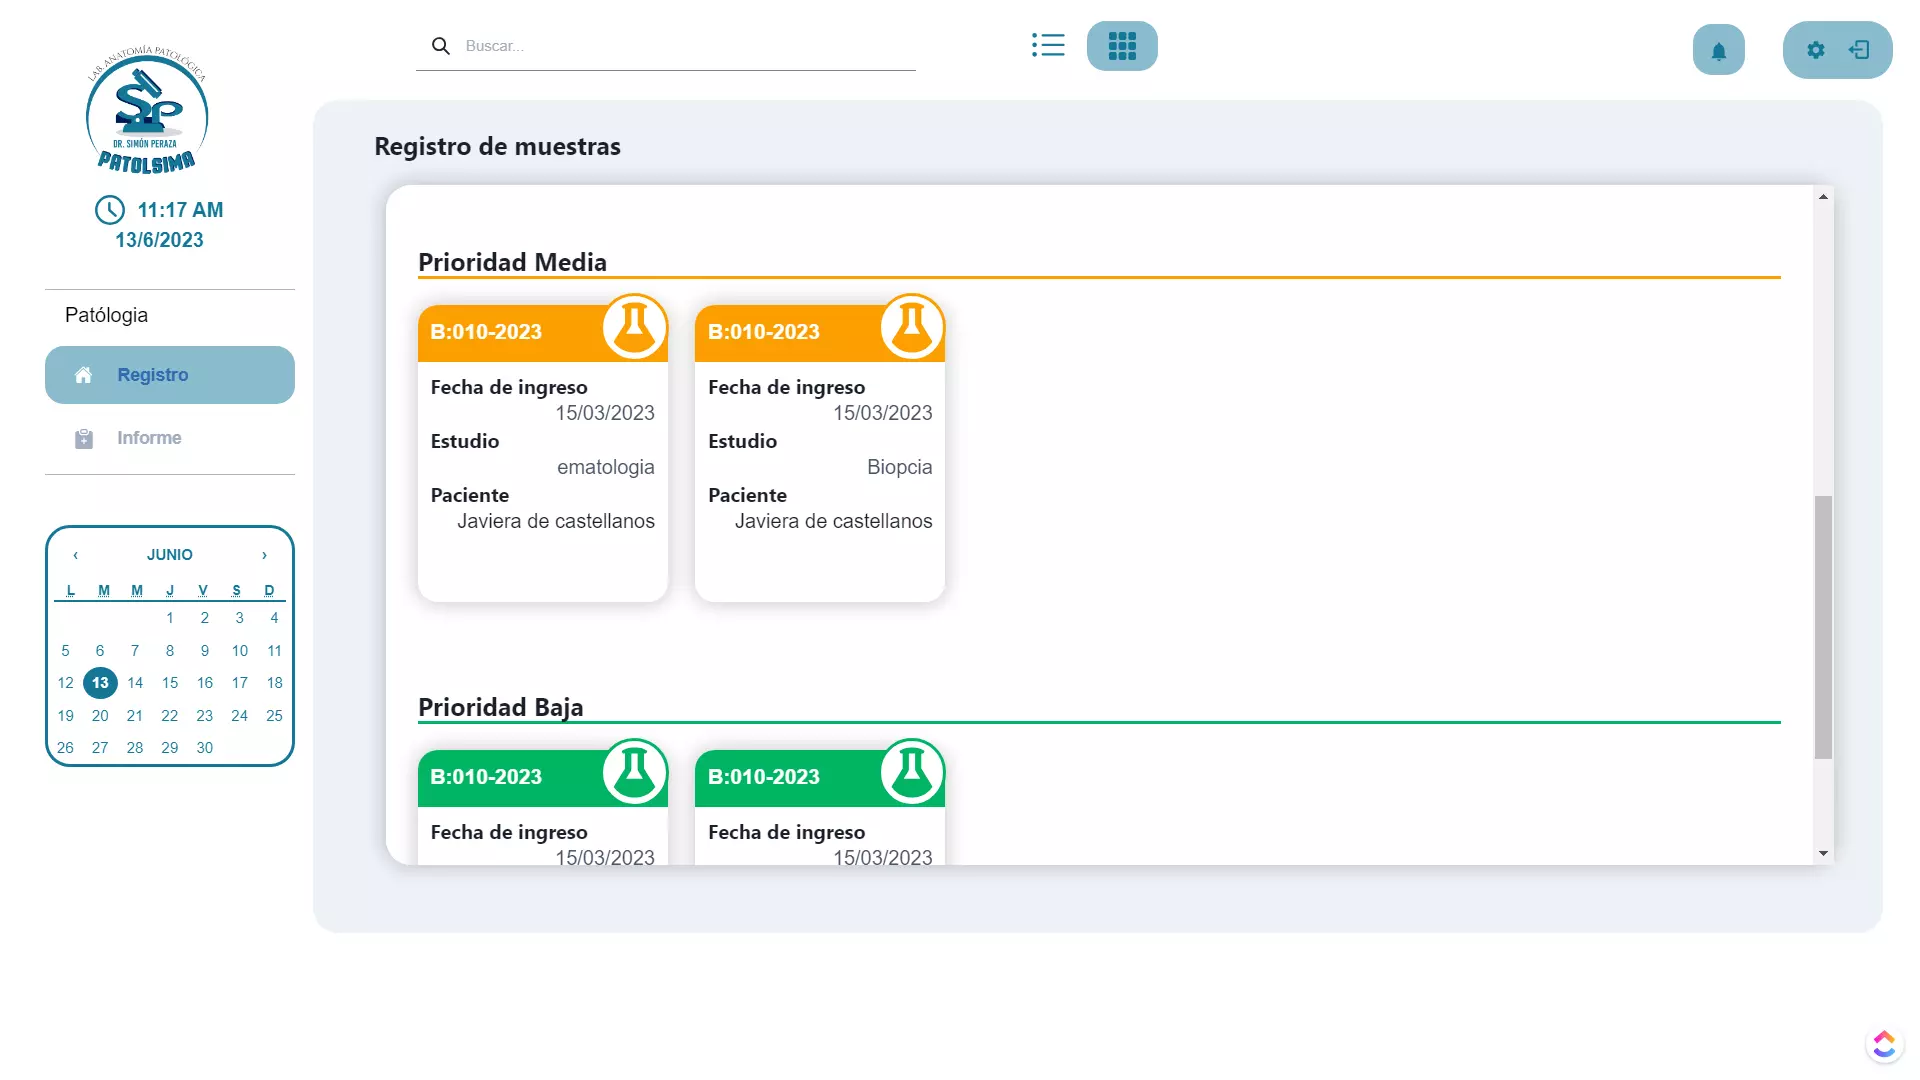 LAB. ANATOMÍA PATOLÓGICA
SP
DR. SIMÓN PERAZA
PATOLSIMA
11:17 AM
13/6/2023
Patólogia
Registro
Informe
‹ JUNIO ›
L M M J V S D
1 2 3 4
5 6 7 8 9 10 11
12 13 14 15 16 17 18
19 20 21 22 23 24 25
26 27 28 29 30
Buscar...
Registro de muestras
Prioridad Media
B:010-2023 B:010-2023
Fecha de ingreso Fecha de ingreso
15/03/2023 15/03/2023
Estudio Estudio
ematologia Biopcia
Paciente Paciente
Javiera de castellanos Javiera de castellanos
Prioridad Baja
B:010-2023 B:010-2023
Fecha de ingreso Fecha de ingreso
15/03/2023 15/03/2023